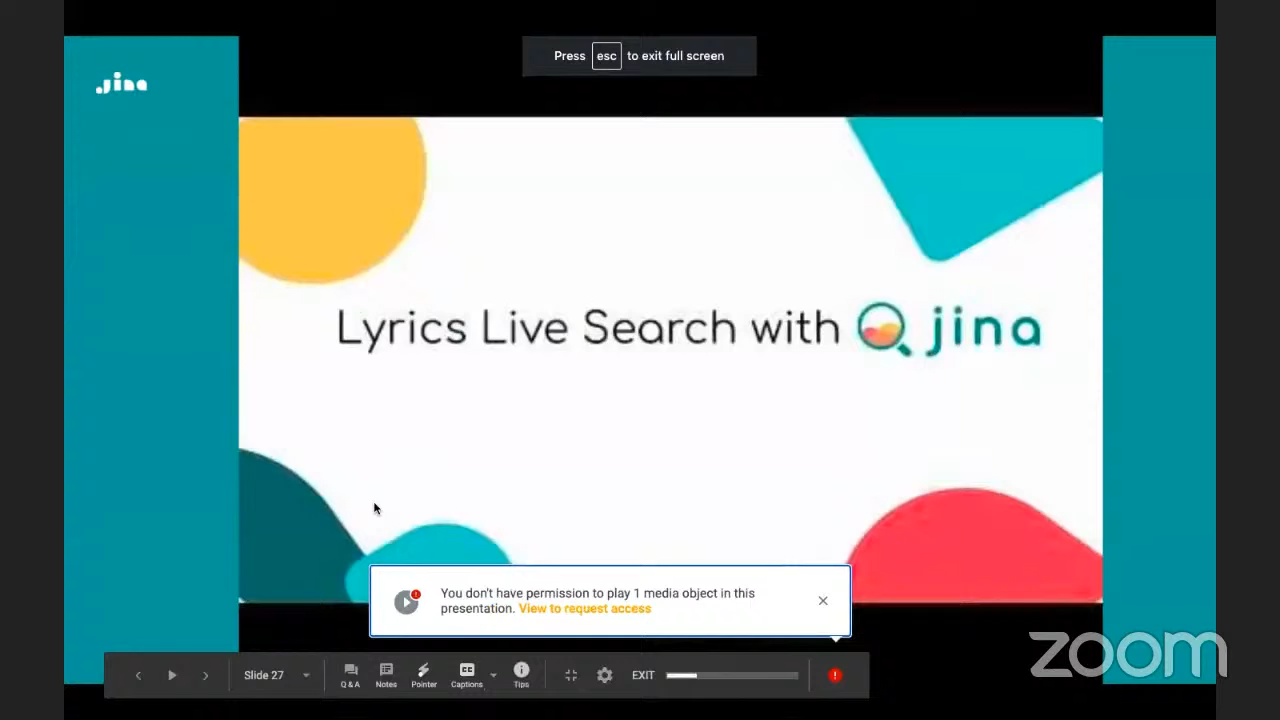 Press esc to exit full screen
jina
Lyrics Live Search with jina
You don't have permission to play 1 media object in this
presentation. View to request access
Slide 27
Q & A
Notes
Pointer
CC
Captions
Tips
EXIT
zoom